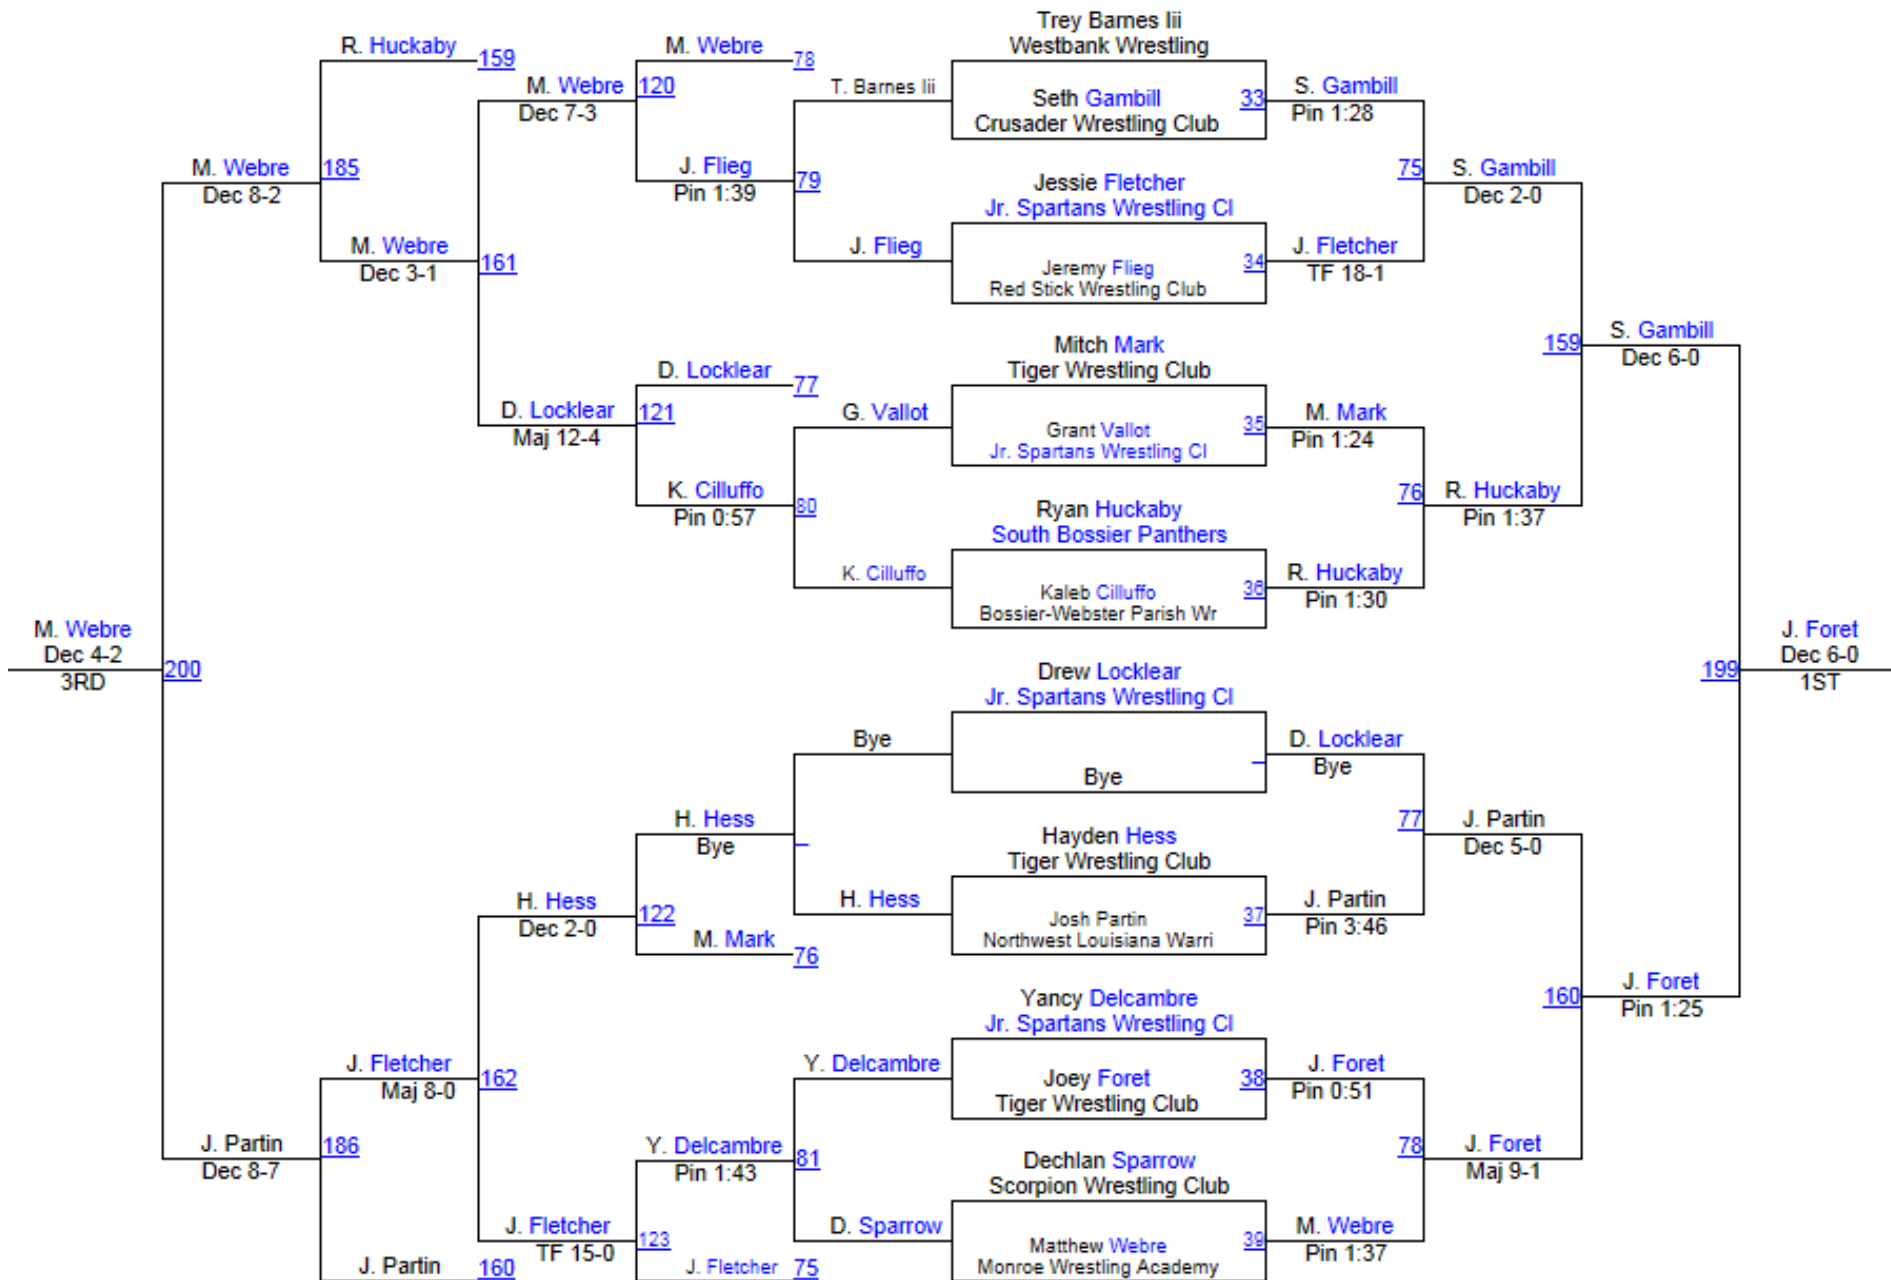 Trey Barnes Iii
R. Huckaby
159
M. Webre
78
Westbank Wrestling
M. Webre
120
T. Barnes Iii
Dec 7-3
Seth Gambill
33
S. Gambill
Crusader Wrestling Club
Pin 1:28
M. Webre
185
J. Flieg
79
75
S. Gambill
Dec 8-2
Pin 1:39
Jessie Fletcher
Dec 2-0
Jr. Spartans Wrestling Cl
M. Webre
161
J. Flieg
34
J. Fletcher
Dec 3-1
Jeremy Flieg
TF 18-1
Red Stick Wrestling Club
Mitch Mark
159
S. Gambill
D. Locklear
77
Tiger Wrestling Club
Dec 6-0
D. Locklear
121
G. Vallot
35
M. Mark
Maj 12-4
Grant Vallot
Pin 1:24
Jr. Spartans Wrestling Cl
K. Cilluffo
80
76
R. Huckaby
Pin 0:57
Ryan Huckaby
Pin 1:37
South Bossier Panthers
K. Cilluffo
36
R. Huckaby
Kaleb Cilluffo
Pin 1:30
Bossier-Webster Parish Wr
M. Webre
J. Foret
Dec 4-2
Dec 6-0
3RD
200
Drew Locklear
199
1ST
Jr. Spartans Wrestling Cl
Bye
D. Locklear
Bye
Bye
H. Hess
77
J. Partin
Bye
Hayden Hess
Dec 5-0
Tiger Wrestling Club
H. Hess
122
H. Hess
37
J. Partin
Dec 2-0
Josh Partin
Pin 3:46
M. Mark
76
Northwest Louisiana Warri
Yancy Delcambre
160
J. Foret
Jr. Spartans Wrestling Cl
Pin 1:25
J. Fletcher
162
Y. Delcambre
38
J. Foret
Maj 8-0
Joey Foret
Pin 0:51
Tiger Wrestling Club
J. Partin
186
Y. Delcambre
81
78
J. Foret
Dec 8-7
Pin 1:43
Dechlan Sparrow
Maj 9-1
Scorpion Wrestling Club
J. Fletcher
123
D. Sparrow
39
M. Webre
TF 15-0
Matthew Webre
Pin 1:37
J. Partin
160
J. Fletcher
75
Monroe Wrestling Academy